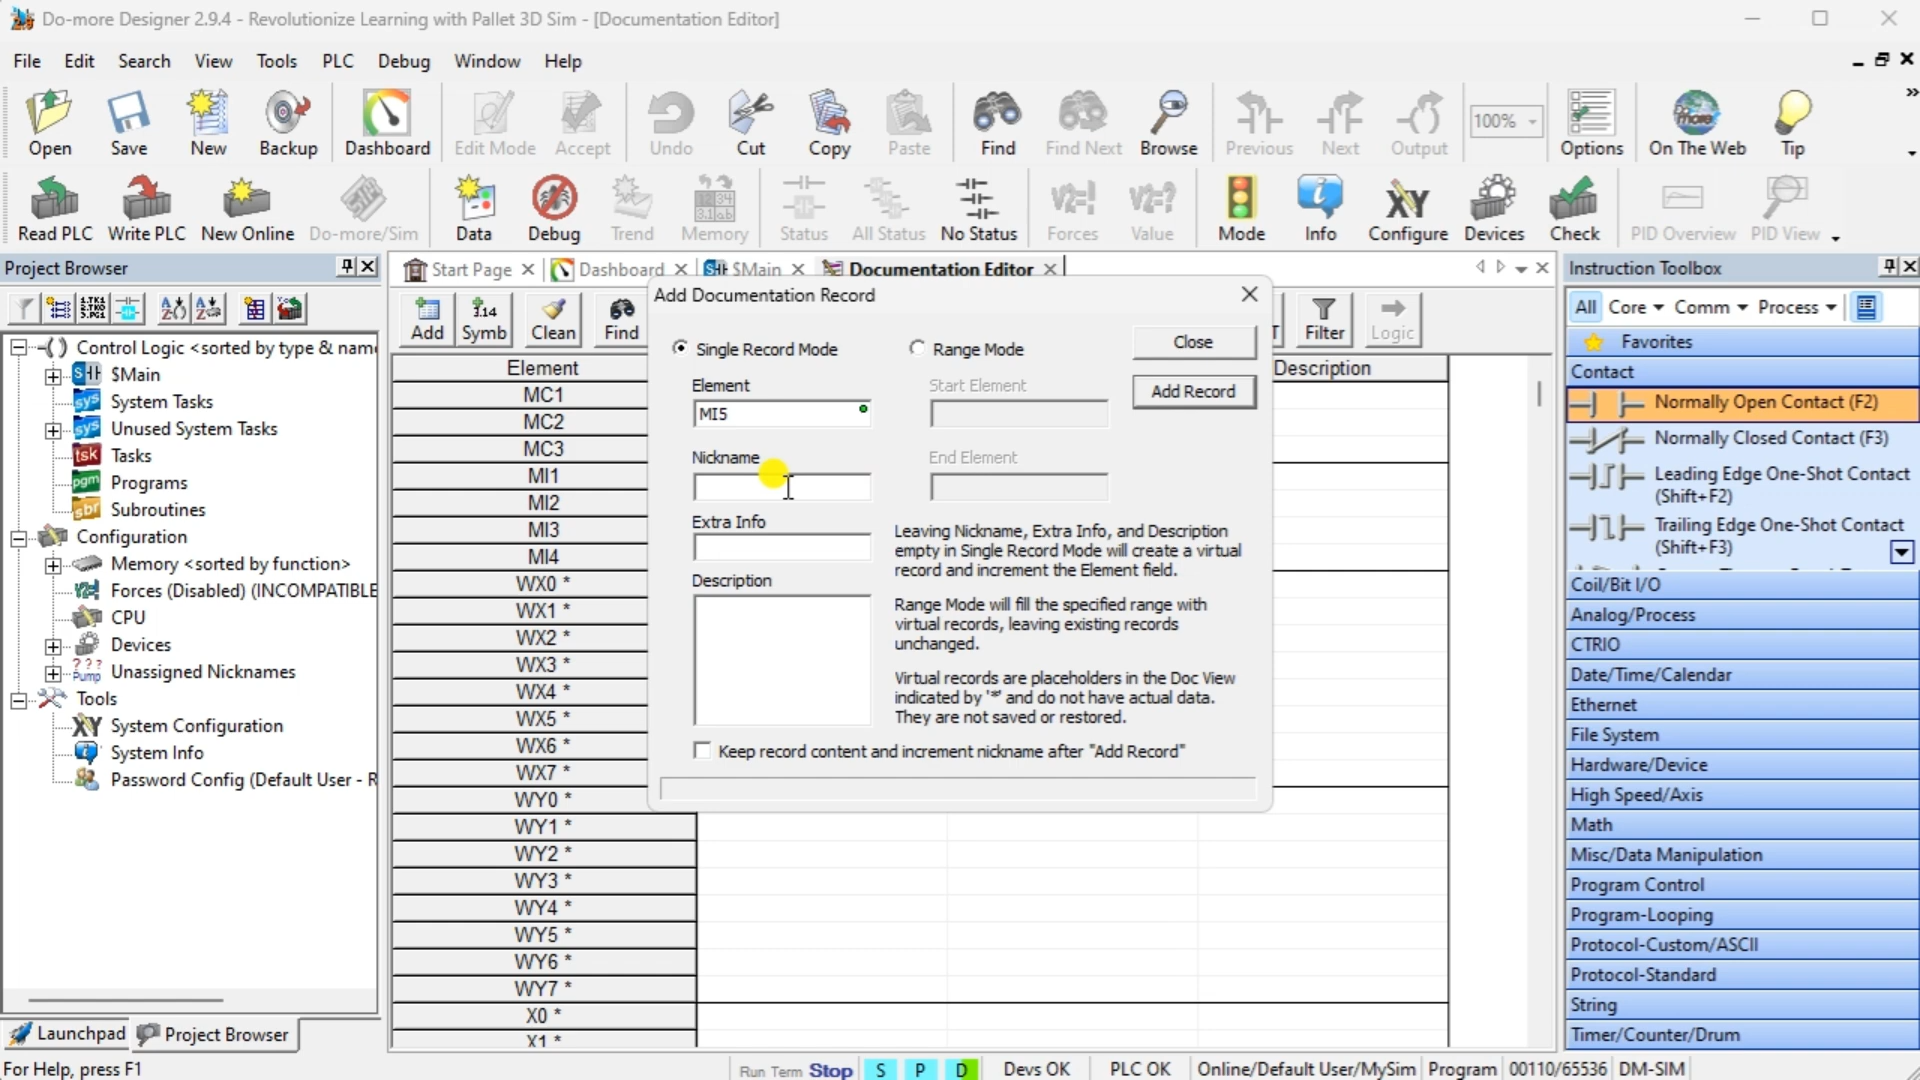 Do-more Designer 2.9.4 - Revolutionize Learning with Pallet 3D Sim - [Documentation Editor]
File Edit Search View Tools PLC Debug Window Help
Open Save New Backup Dashboard Edit Mode Accept Undo Cut Copy Paste Find Find Next Browse Previous Next Output 100% Options On The Web Tip
Read PLC Write PLC New Online Do-more/Sim Data Debug Trend Memory Status All Status No Status Forces Value Mode Info Configure Devices Check PID Overview PID View
Project Browser
Start Page Dashboard $Main Documentation Editor
Instruction Toolbox
Add Symb Clean Find
Filter Logic
All Core Comm Process
Control Logic <sorted by type & nam
$Main
System Tasks
Unused System Tasks
Tasks
Programs
Subroutines
Configuration
Memory <sorted by function>
Forces (Disabled) (INCOMPATIBLE
CPU
Devices
Unassigned Nicknames
Tools
System Configuration
System Info
Password Config (Default User - R
Launchpad Project Browser
Element
Description
MC1
MC2
MC3
MI1
MI2
MI3
MI4
WX0 *
WX1 *
WX2 *
WX3 *
WX4 *
WX5 *
WX6 *
WX7 *
WY0 *
WY1 *
WY2 *
WY3 *
WY4 *
WY5 *
WY6 *
WY7 *
X0 *
X1 *
Add Documentation Record
Single Record Mode Range Mode Close
Element Start Element Add Record
MI5
Nickname End Element
Extra Info
Description
Leaving Nickname, Extra Info, and Description
empty in Single Record Mode will create a virtual
record and increment the Element field.
Range Mode will fill the specified range with
virtual records, leaving existing records
unchanged.
Virtual records are placeholders in the Doc View
indicated by '*' and do not have actual data.
They are not saved or restored.
Keep record content and increment nickname after "Add Record"
Favorites
Contact
Normally Open Contact (F2)
Normally Closed Contact (F3)
Leading Edge One-Shot Contact
(Shift+F2)
Trailing Edge One-Shot Contact
(Shift+F3)
Coil/Bit I/O
Analog/Process
CTRIO
Date/Time/Calendar
Ethernet
File System
Hardware/Device
High Speed/Axis
Math
Misc/Data Manipulation
Program Control
Program-Looping
Protocol-Custom/ASCII
Protocol-Standard
String
Timer/Counter/Drum
For Help, press F1
Run Term Stop S P D Devs OK PLC OK Online/Default User/MySim Program 00110/65536 DM-SIM